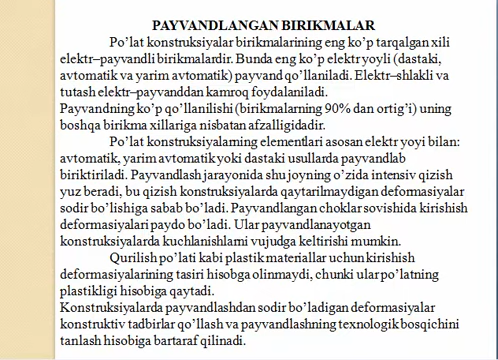 PAYVANDLANGAN BIRIKMALAR
Po’lat konstruksiyalar birikmalarining eng ko’p tarqalgan xili
elektr–payvandli birikmalardir. Bunda eng ko’p elektr yoyli (dastaki,
avtomatik va yarim avtomatik) payvand qo’llaniladi. Elektr–shlakli va
tutash elektr–payvanddan kamroq foydalaniladi.
Payvandning ko’p qo’llanilishi (birikmalarning 90% dan ortig’i) uning
boshqa birikma xillariga nisbatan afzalligidadir.
Po’lat konstruksiyalarning elementlari asosan elektr yoyi bilan:
avtomatik, yarim avtomatik yoki dastaki usullarda payvandlab
biriktiriladi. Payvandlash jarayonida shu joyning o’zida intensiv qizish
yuz beradi, bu qizish konstruksiyalarda qaytarilmaydigan deformasiyalar
sodir bo’lishiga sabab bo’ladi. Payvandlangan choklar sovishida kirishish
deformasiyalari paydo bo’ladi. Ular payvandlanayotgan
konstruksiyalarda kuchlanishlarni vujudga keltirishi mumkin.
Qurilish po’lati kabi plastik materiallar uchun kirishish
deformasiyalarining tasiri hisobga olinmaydi, chunki ular po’latning
plastikligi hisobiga qaytadi.
Konstruksiyalarda payvandlashdan sodir bo’ladigan deformasiyalar
konstruktiv tadbirlar qo’llash va payvandlashning texnologik bosqichini
tanlash hisobiga bartaraf qilinadi.